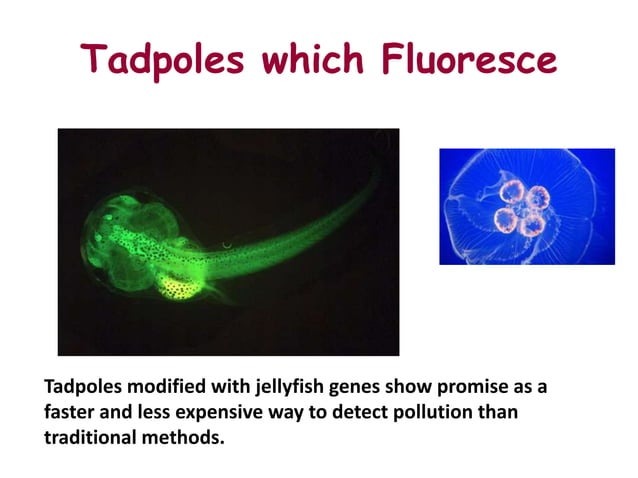 Tadpoles which Fluoresce
Tadpoles modified with jellyfish genes show promise as a
faster and less expensive way to detect pollution than
traditional methods.